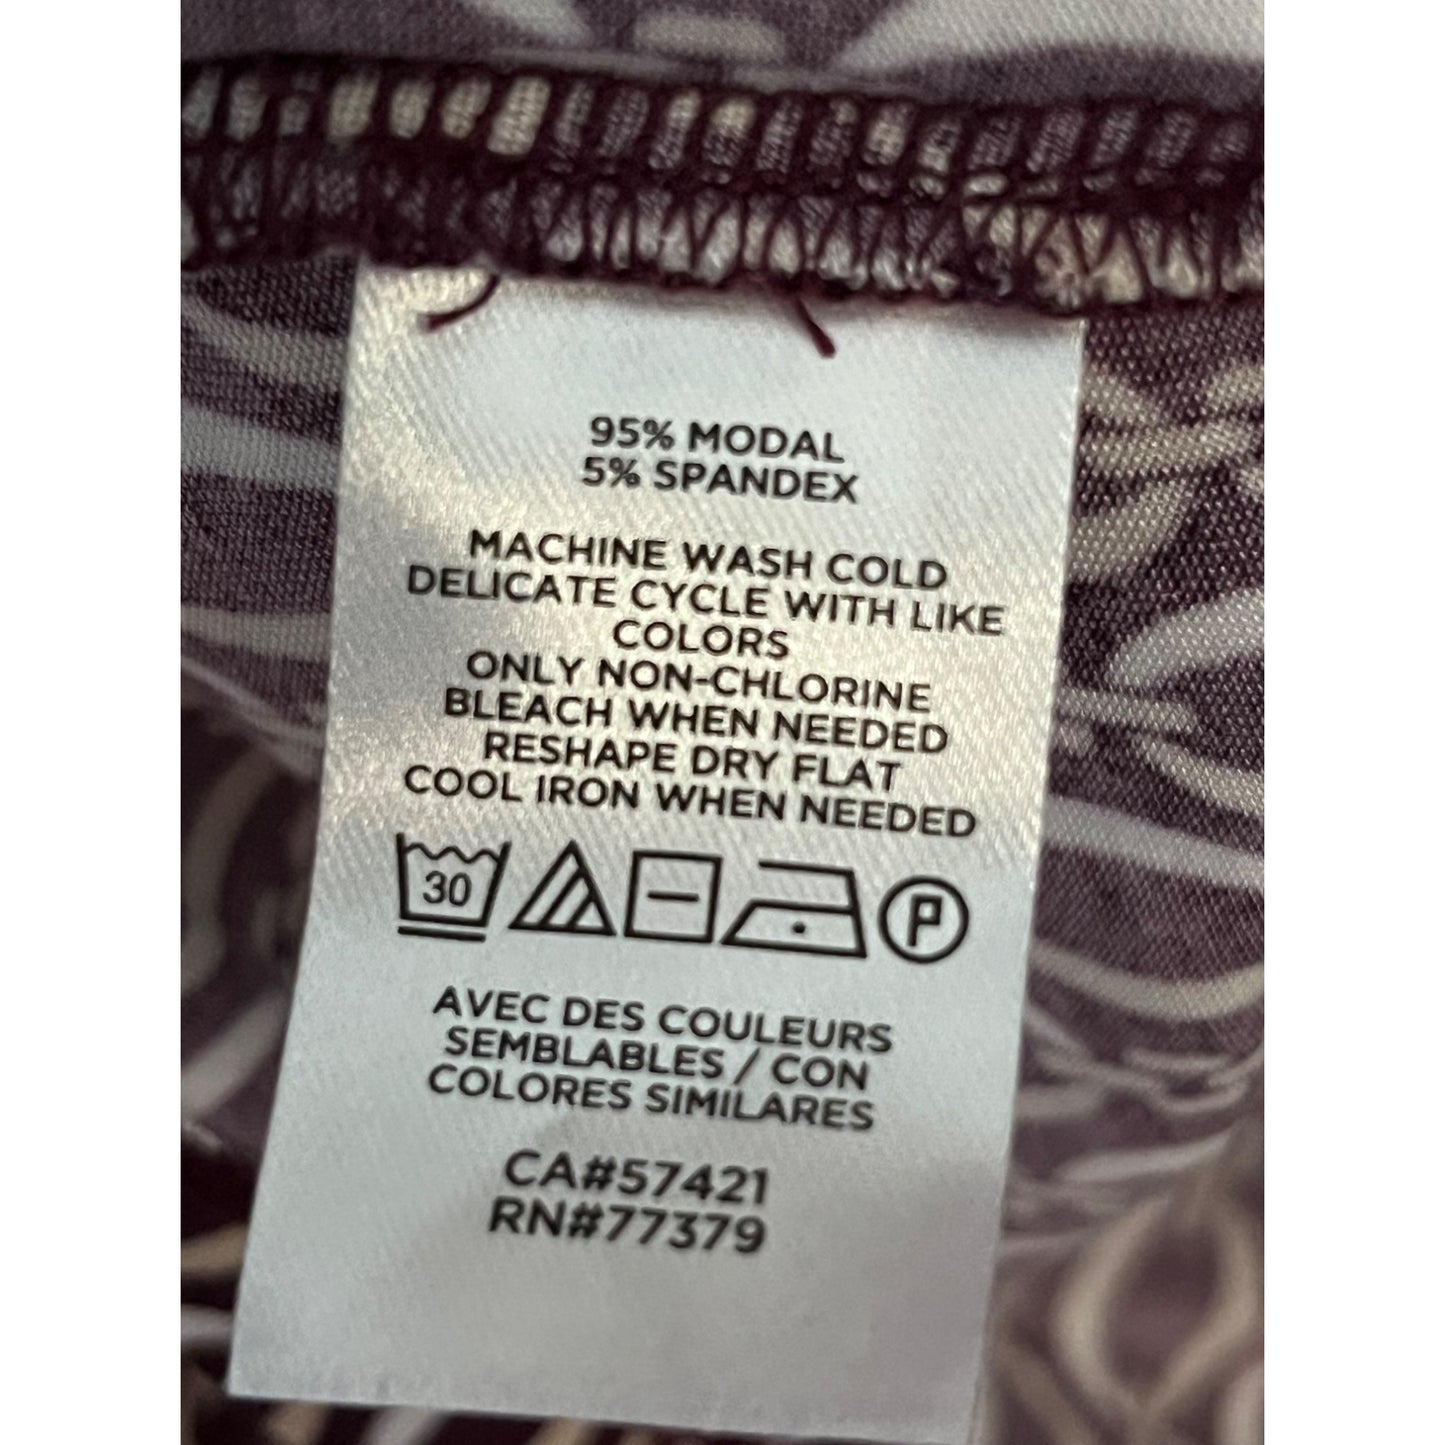 95% MODAL
5% SPANDEX
MACHINE WASH COLD
DELICATE CYCLE WITH LIKE
COLORS
ONLY NON-CHLORINE
BLEACH WHEN NEEDED
RESHAPE DRY FLAT
COOL IRON WHEN NEEDED
30 P
AVEC DES COULEURS
SEMBLABLES / CON
COLORES SIMILARES
CA#57421
RN#77379